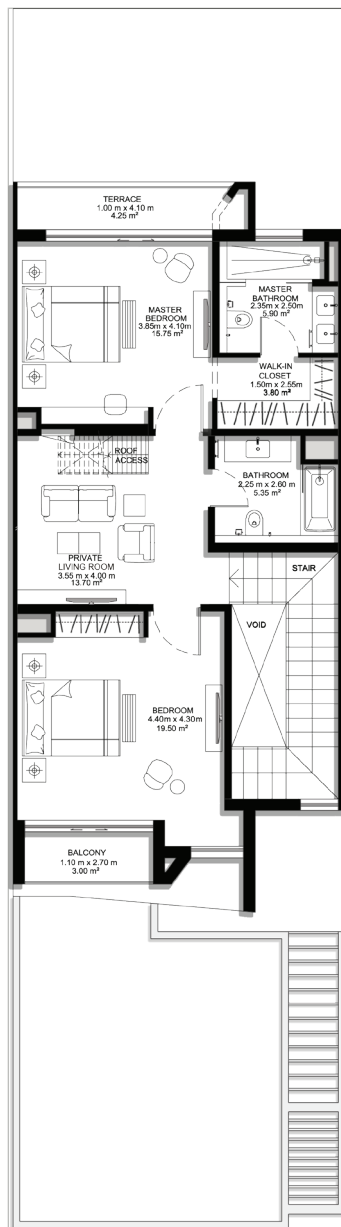 TERRACE
1.00 m x 4.10 m
4.25 m²
MASTER
BEDROOM
3.85m x 4.10m
15.75 m²
MASTER
BATHROOM
2.35m x 2.50m
5.90 m²
WALK-IN
CLOSET
1.50m x 2.55m
3.80 m²
ROOF
ACCESS
BATHROOM
2.25 m x 2.60 m
5.35 m²
PRIVATE
LIVING ROOM
3.55 m x 4.00 m
13.70 m²
STAIR
VOID
BEDROOM
4.40m x 4.30m
19.50 m²
BALCONY
1.10 m x 2.70 m
3.00 m²